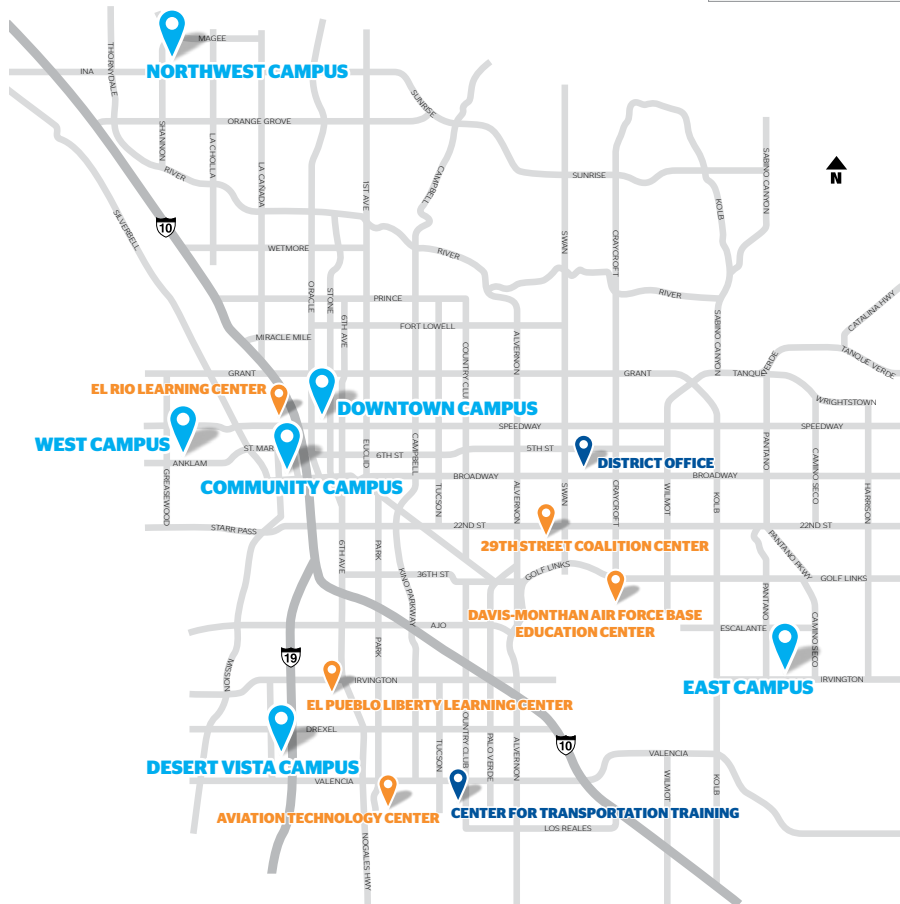 MAGEE
NORTHWEST CAMPUS
INA
THORNYDALE
SUNRISE
ORANGE GROVE
SHANNON
LA CHOLLA
LA CAÑADA
RIVER
1ST AVE
CAMPBELL
SUNRISE
SABINO CANYON
KOLB
N
SILVERBELL
10
WETMORE
RIVER
SWAN
CRAYCROFT
ORACLE
STONE
PRINCE
RIVER
6TH AVE
FORT LOWELL
SABINO CANYON
CATALINA HWY
MIRACLE MILE
COUNTRY CLUB
ALVERNON
TANQUE VERDE
GRANT
GRANT
TANQUE
VERDE
EL RIO LEARNING CENTER
DOWNTOWN CAMPUS
WRIGHTSTOWN
WEST CAMPUS
SPEEDWAY
SPEEDWAY
ST. MAR
EUCLID
CAMPBELL
6TH ST
5TH ST
PANTANO
CAMINO SECO
ANKLAM
DISTRICT OFFICE
GREASEWOOD
BROADWAY
BROADWAY
COMMUNITY CAMPUS
TUCSON
ALVERNON
SWAN
CRAYCROFT
WILMOT
KOLB
HARRISON
STARR PASS
22ND ST
22ND ST
6TH AVE
PARK
29TH STREET COALITION CENTER
PANTANO PKWY
36TH ST
KINO PARKWAY
GOLF LINKS
GOLF LINKS
DAVIS-MONTHAN AIR FORCE BASE
EDUCATION CENTER
PANTANO
CAMINO SECO
AJO
ESCALANTE
PARK
19
MISSION
IRVINGTON
EAST CAMPUS
IRVINGTON
EL PUEBLO LIBERTY LEARNING CENTER
DREXEL
OUNTRY CLUB
10
TUCSON
PALO VERDE
ALVERNON
DESERT VISTA CAMPUS
VALENCIA
VALENCIA
WILMOT
KOLB
AVIATION TECHNOLOGY CENTER
CENTER FOR TRANSPORTATION TRAINING
LOS REALES
NOGALES HWY